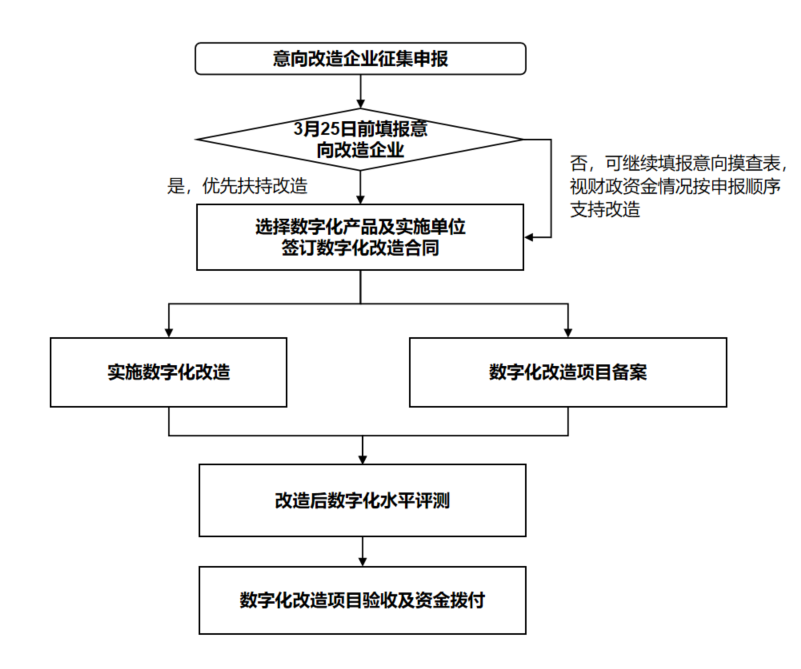 意向改造企业征集申报
3月25日前填报意
向改造企业
否，可继续填报意向摸查表，
视财政资金情况按申报顺序
支持改造
是，优先扶持改造
选择数字化产品及实施单位
签订数字化改造合同
实施数字化改造
数字化改造项目备案
改造后数字化水平评测
数字化改造项目验收及资金拨付